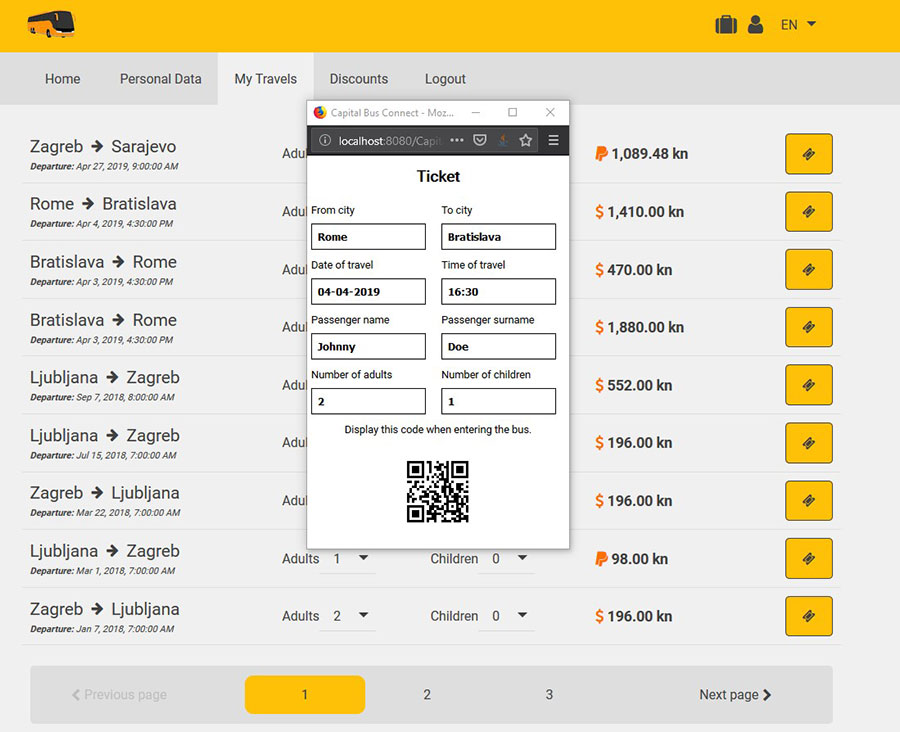 EN
Home Personal Data My Travels Discounts Logout
Capital Bus Connect - Moz...
localhost:8080/Capit
Ticket
From city To city
Rome Bratislava
Date of travel Time of travel
04-04-2019 16:30
Passenger name Passenger surname
Johnny Doe
Number of adults Number of children
2 1
Display this code when entering the bus.
Zagreb Sarajevo
Departure: Apr 27, 2019, 9:00:00 AM
1,089.48 kn
Rome Bratislava
Departure: Apr 4, 2019, 4:30:00 PM
$ 1,410.00 kn
Bratislava Rome
Departure: Apr 3, 2019, 4:30:00 PM
$ 470.00 kn
Bratislava Rome
Departure: Apr 3, 2019, 4:30:00 PM
$ 1,880.00 kn
Ljubljana Zagreb
Departure: Sep 7, 2018, 8:00:00 AM
$ 552.00 kn
Ljubljana Zagreb
Departure: Jul 15, 2018, 7:00:00 AM
$ 196.00 kn
Zagreb Ljubljana
Departure: Mar 22, 2018, 7:00:00 AM
$ 196.00 kn
Ljubljana Zagreb
Departure: Mar 1, 2018, 7:00:00 AM
Adults 1 Children 0 98.00 kn
Zagreb Ljubljana
Departure: Jan 7, 2018, 7:00:00 AM
Adults 2 Children 0 $ 196.00 kn
Previous page 1 2 3 Next page